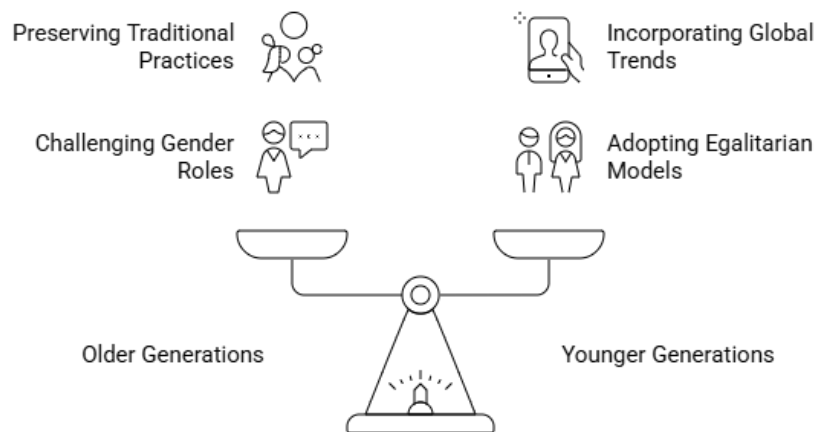 Preserving Traditional
Practices
Incorporating Global
Trends
Challenging Gender
Roles
Adopting Egalitarian
Models
Older Generations
Younger Generations